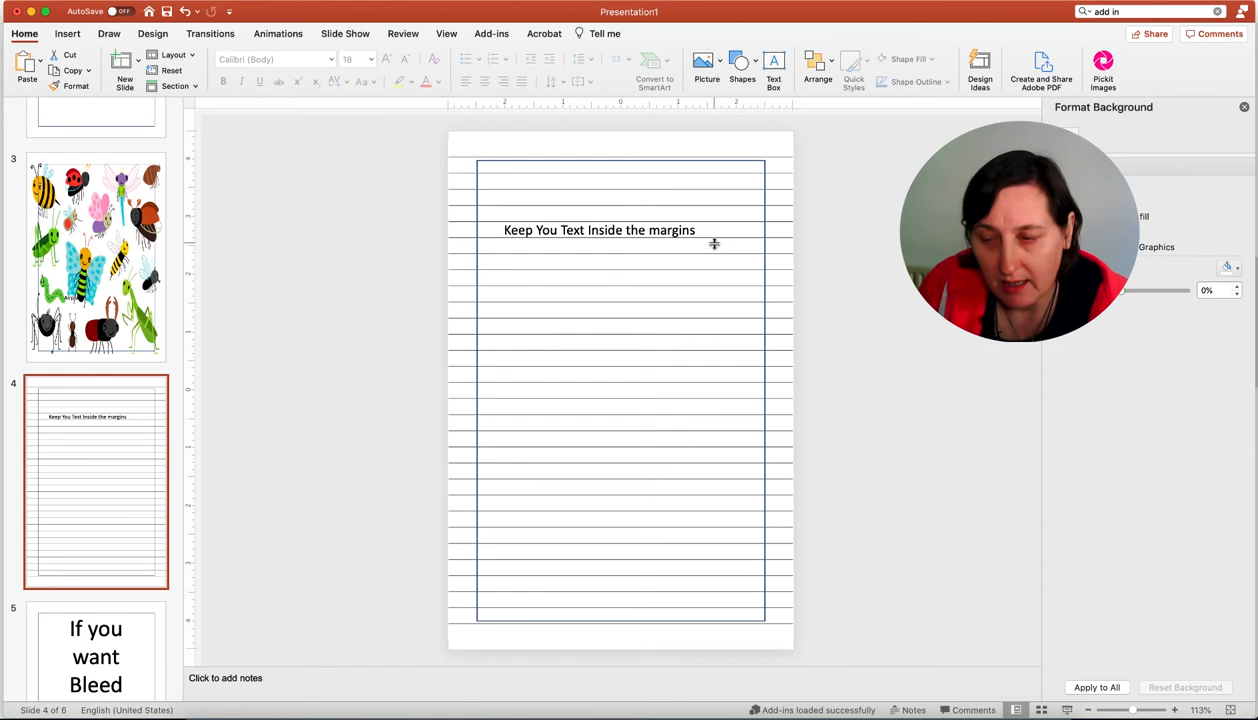 AutoSave OFF Presentation1 add in
Home Insert Draw Design Transitions Animations Slide Show Review View Add-ins Acrobat Tell me Share Comments
Paste Cut Copy Format New Slide Layout Reset Section Calibri (Body) 18 Convert to SmartArt Picture Shapes Text Box Arrange Quick Styles Shape Fill Shape Outline Design Ideas Create and Share Adobe PDF Pickit Images
Format Background
3
fill
Graphics
0%
Keep You Text Inside the margins
4
Keep You Text Inside the margins
5
If you
want
Bleed
Click to add notes
Apply to All Reset Background
Slide 4 of 6 English (United States) Add-ins loaded successfully Notes Comments 113%